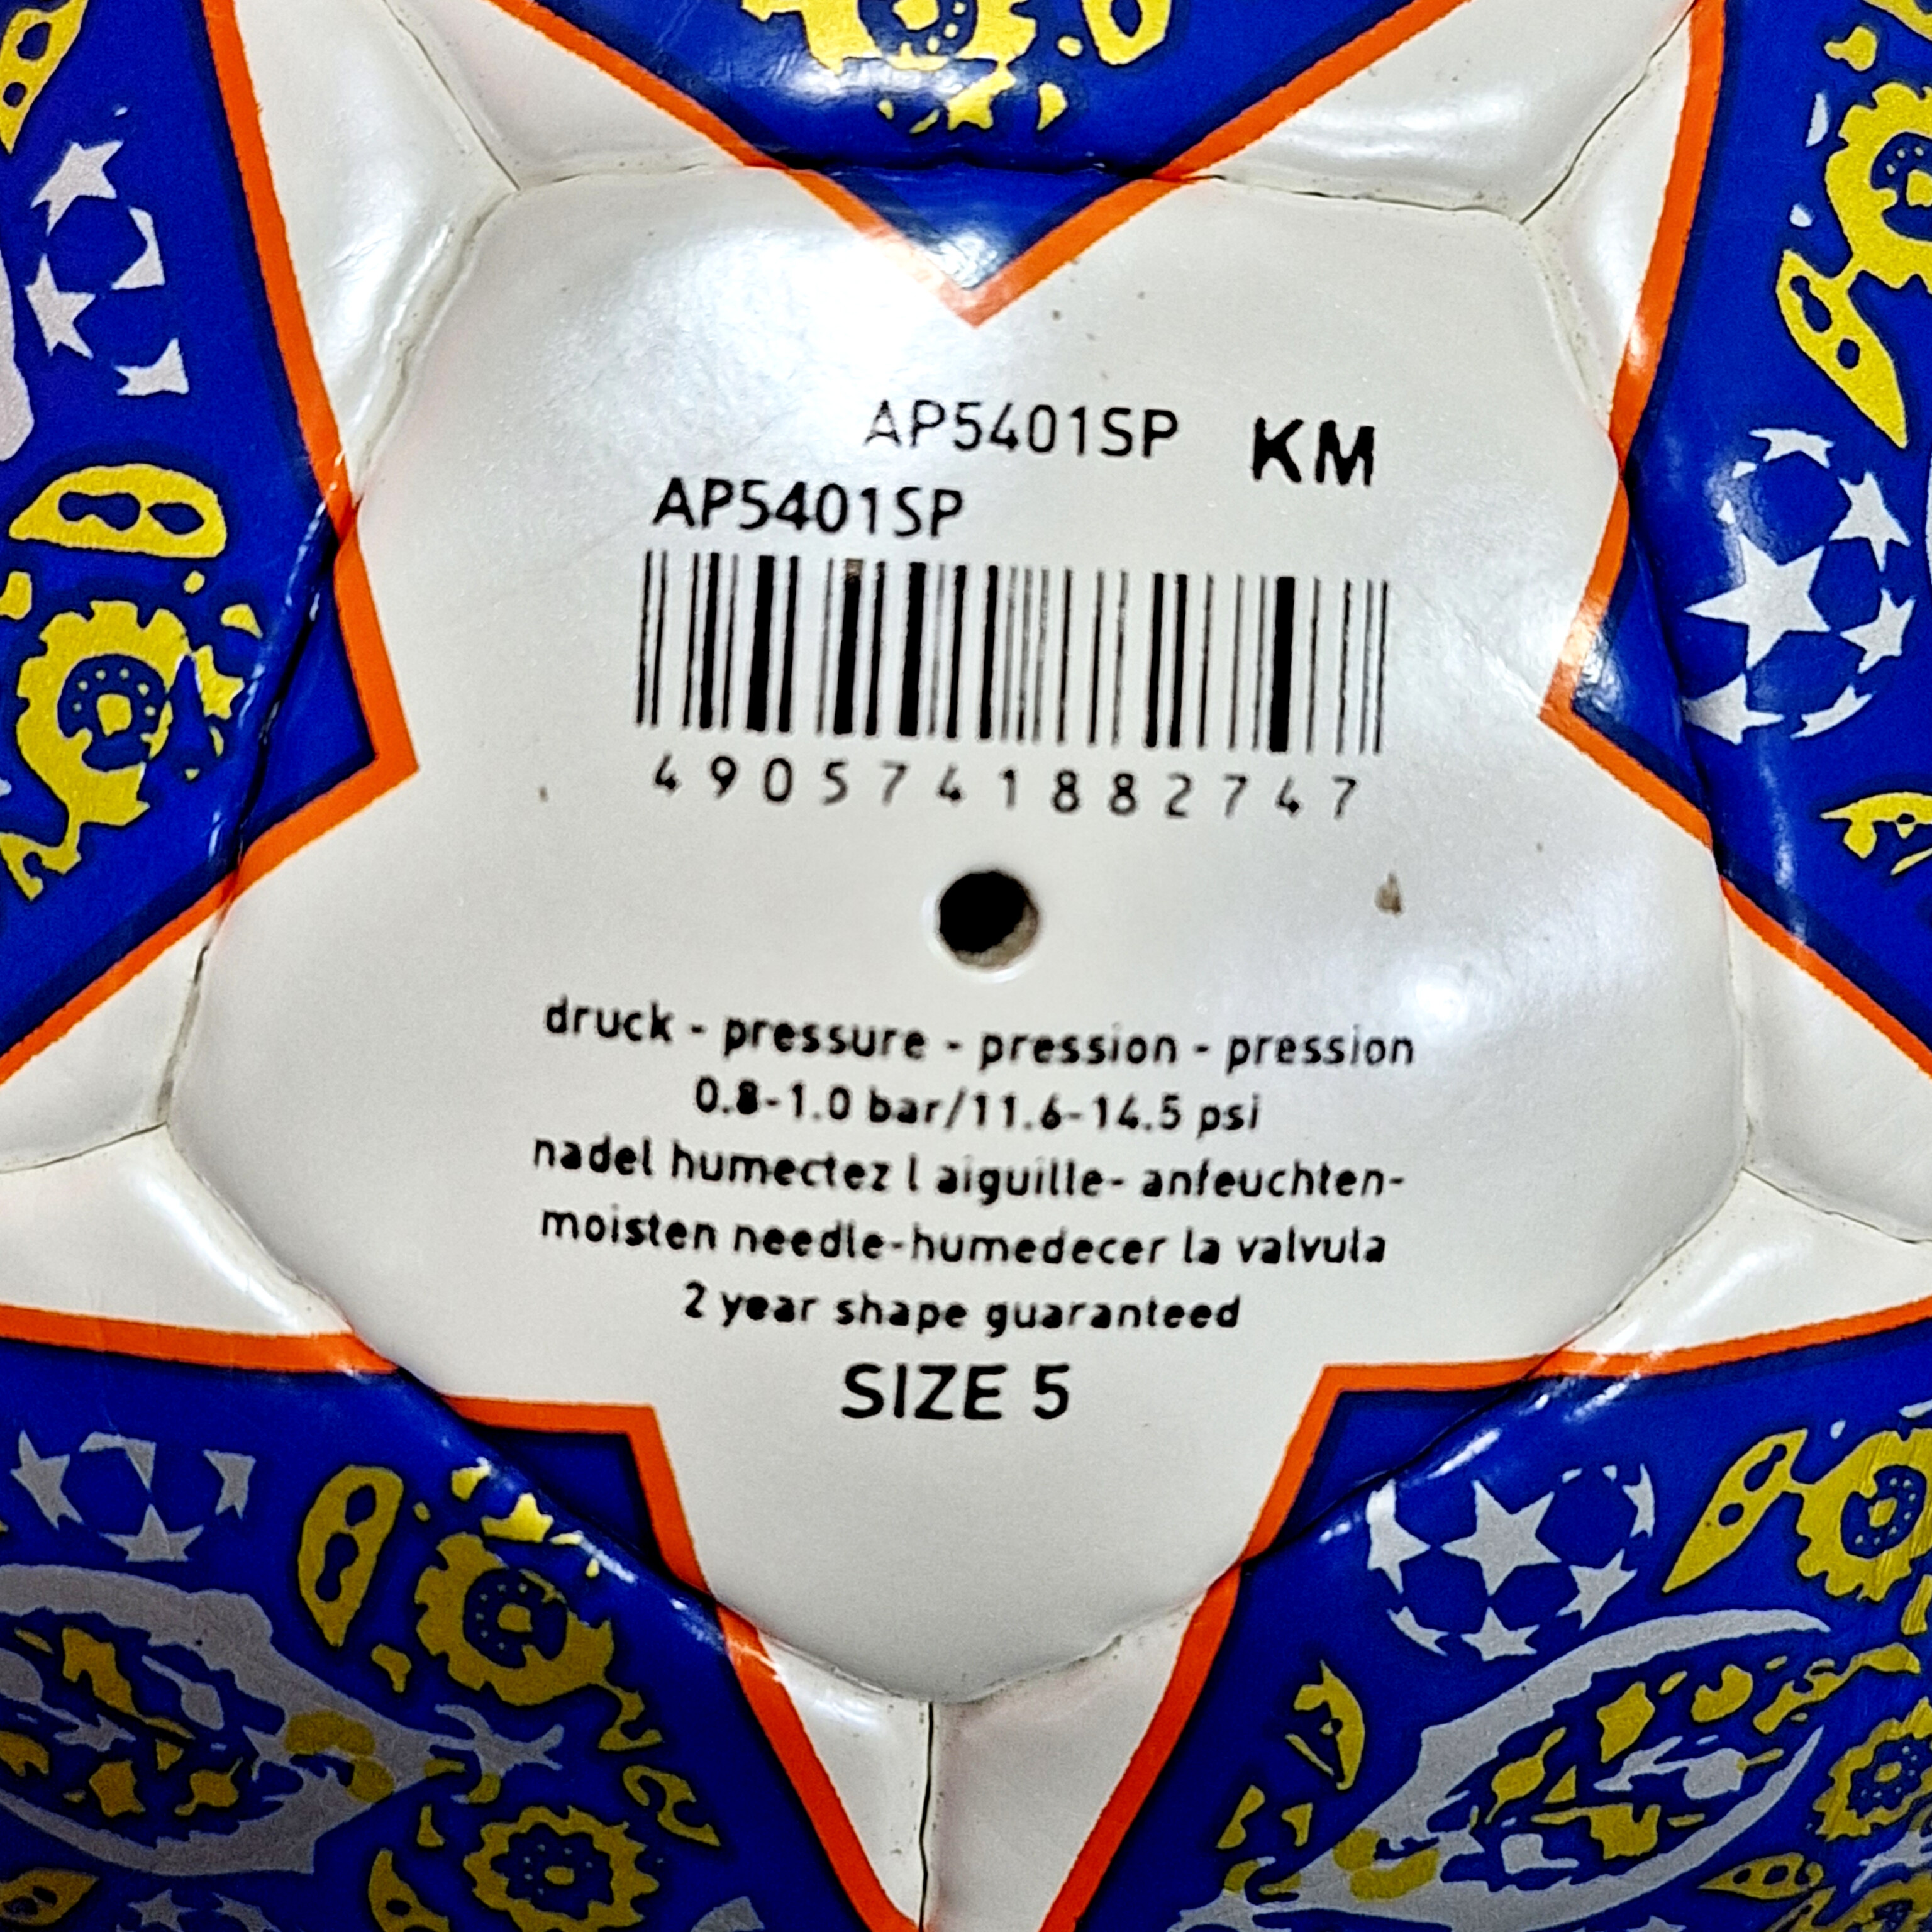 AP5401SP KM
AP5401SP
4905741882747
druck - pressure - pression - pression
0.8-1.0 bar/11.6-14.5 psi
nadel humectez l aiguille- anfeuchten-
moisten needle-humedecer la valvula
2 year shape guaranteed
SIZE 5